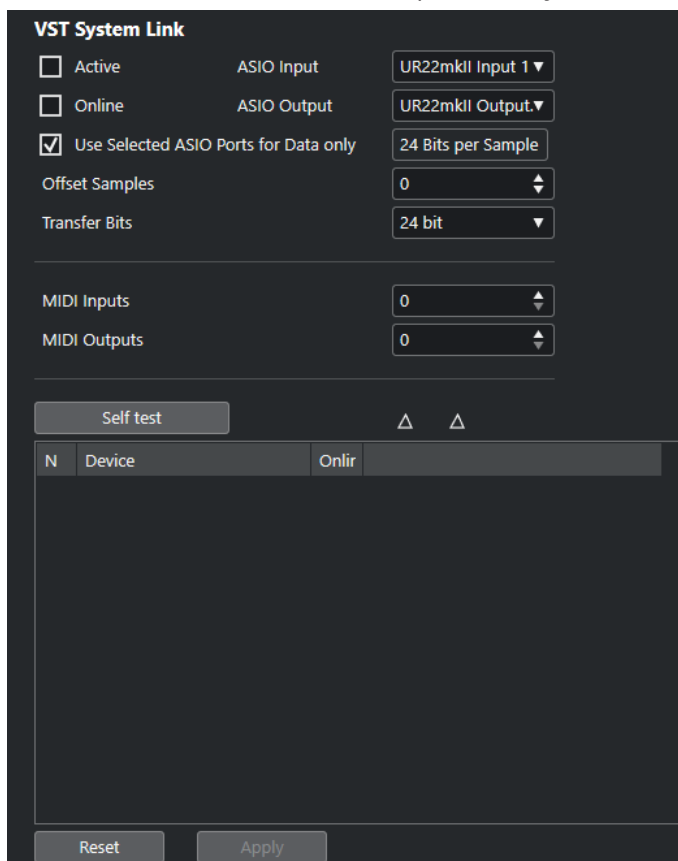 VST System Link
Active ASIO Input UR22mkII Input 1
Online ASIO Output UR22mkII Output.
Use Selected ASIO Ports for Data only 24 Bits per Sample
Offset Samples 0
Transfer Bits 24 bit
MIDI Inputs 0
MIDI Outputs 0
Self test
N Device Onlir
Reset Apply